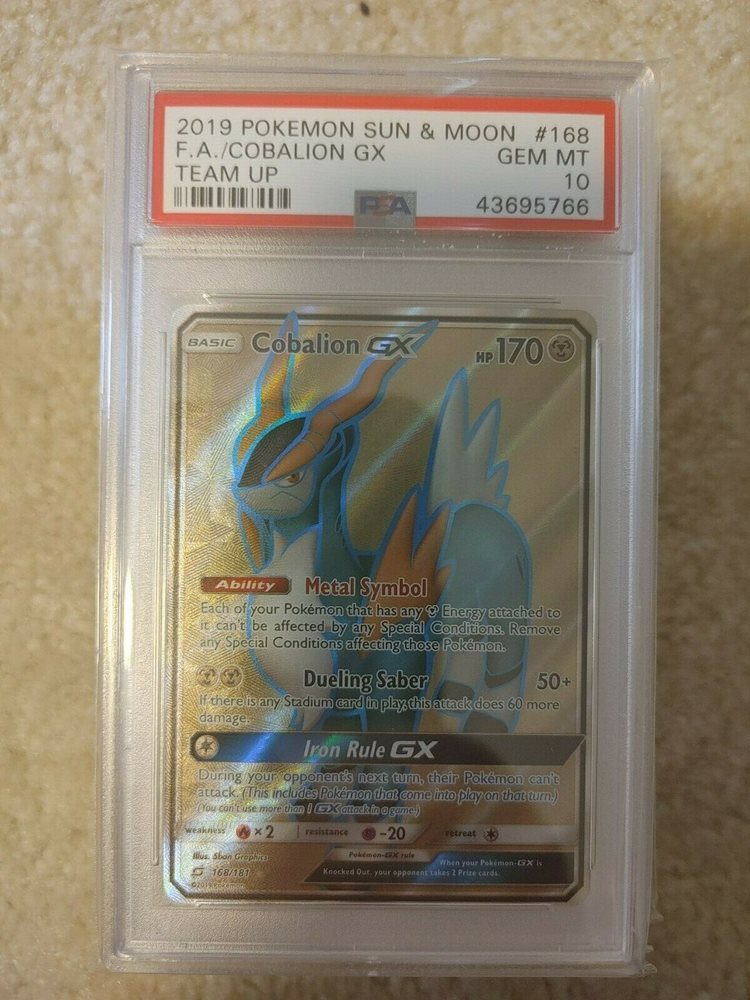 2019 POKEMON SUN & MOON #168
F.A./COBALION GX GEM MT
TEAM UP 10
PSA 43695766
BASIC Cobalion GX HP 170
Ability Metal Symbol
Each of your Pokémon that has any Energy attached to
it can't be affected by any Special Conditions. Remove
any Special Conditions affecting those Pokémon.
Dueling Saber 50+
If there is any Stadium card in play, this attack does 60 more
damage.
Iron Rule GX
During your opponent's next turn, their Pokémon can't
attack. (This includes Pokémon that come into play on that turn.)
(You can't use more than 1 GX attack in a game.)
weakness ×2 resistance -20 retreat
Illus. 5ban Graphics Pokémon-GX rule When your Pokémon-GX is
168/181 Knocked Out, your opponent takes 2 Prize cards.
©2019 Pokémon